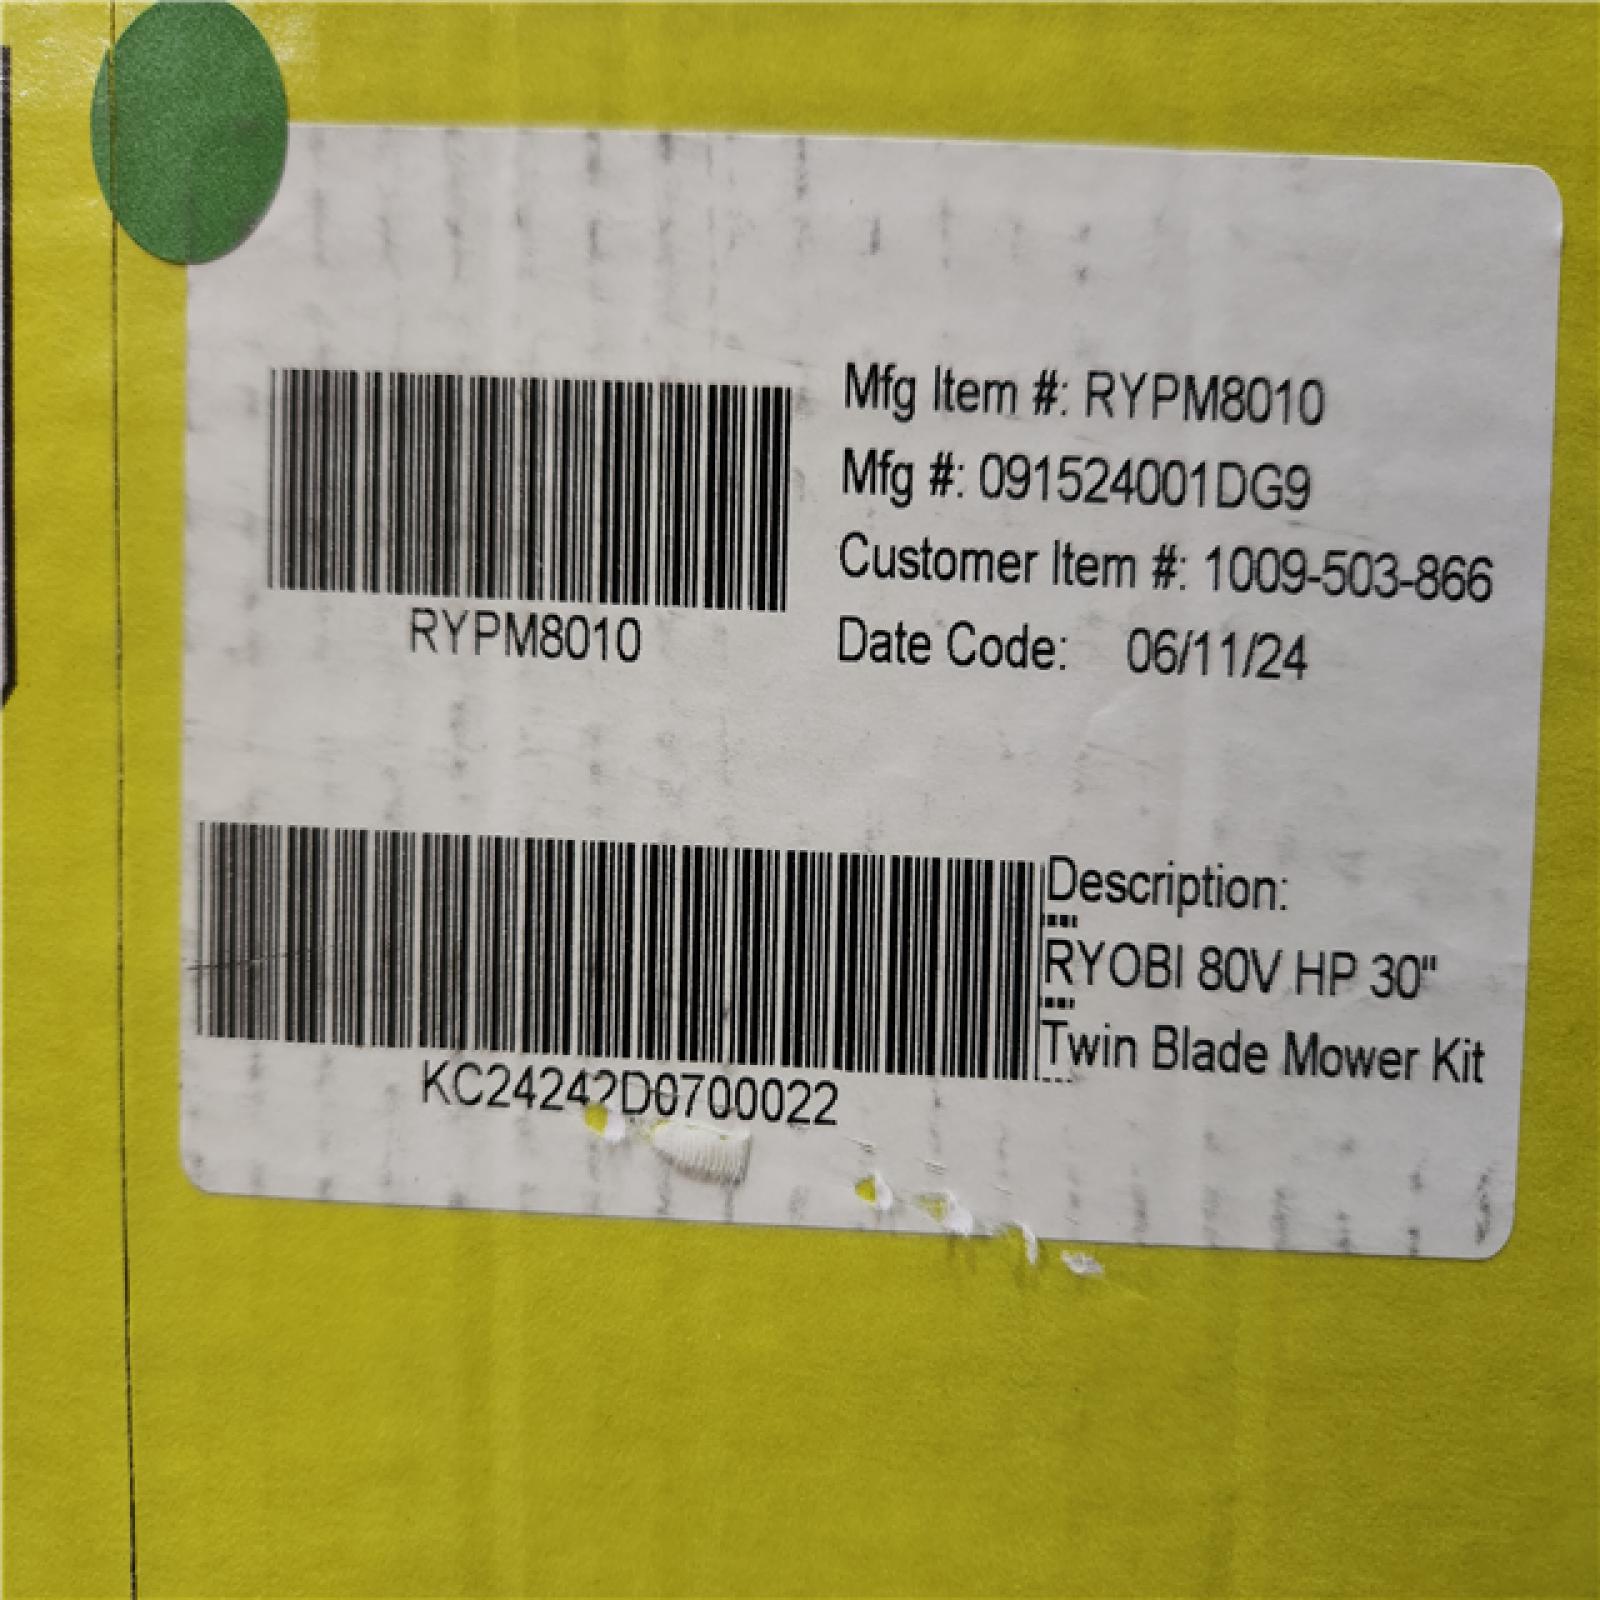 Mfg Item #: RYPM8010
Mfg #: 091524001DG9
Customer Item #: 1009-503-866
Date Code: 06/11/24
RYPM8010
Description:
RYOBI 80V HP 30"
Twin Blade Mower Kit
KC24242D0700022